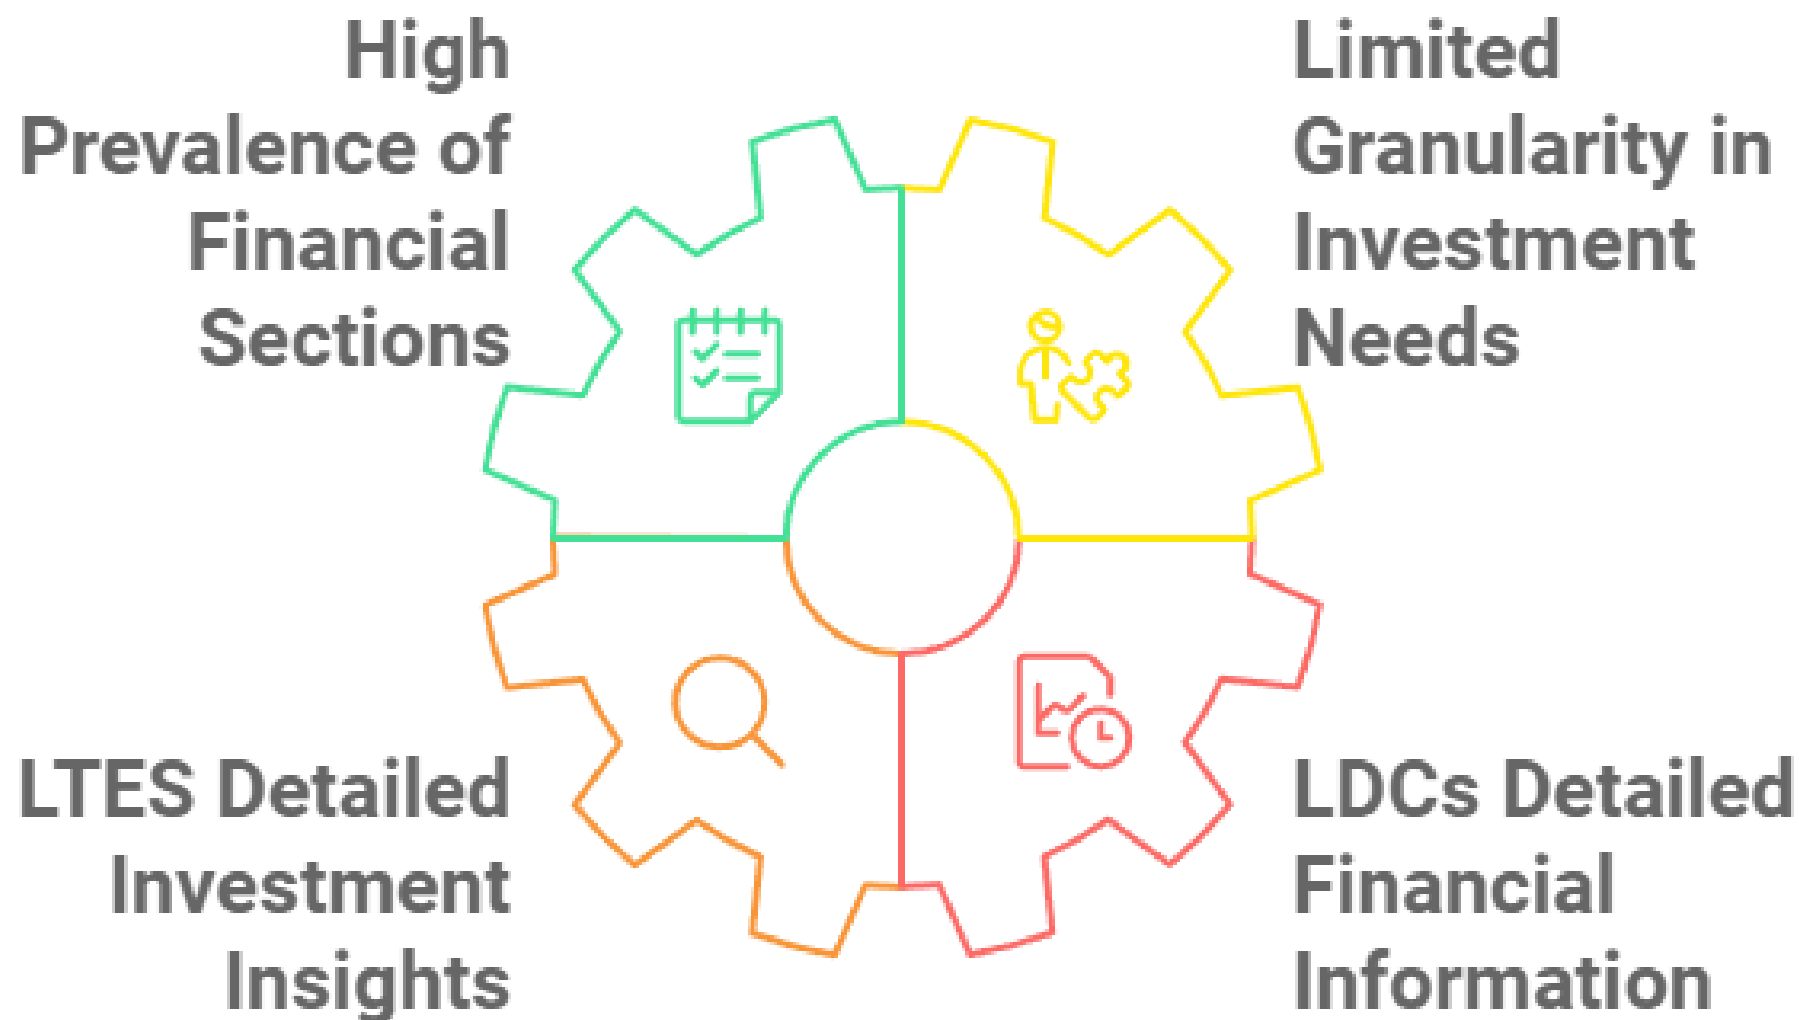 High
Prevalence of
Financial
Sections
Limited
Granularity in
Investment
Needs
LTES Detailed
Investment
Insights
LDCs Detailed
Financial
Information